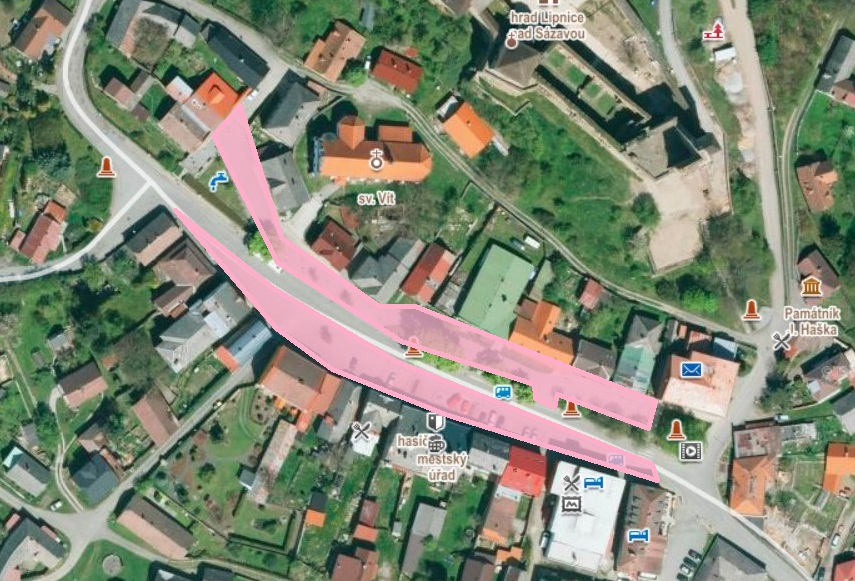 hrad Lipnice
nad Sázavou
sv. Vít
Památník
J. Haška
hasiči
městský
úřad